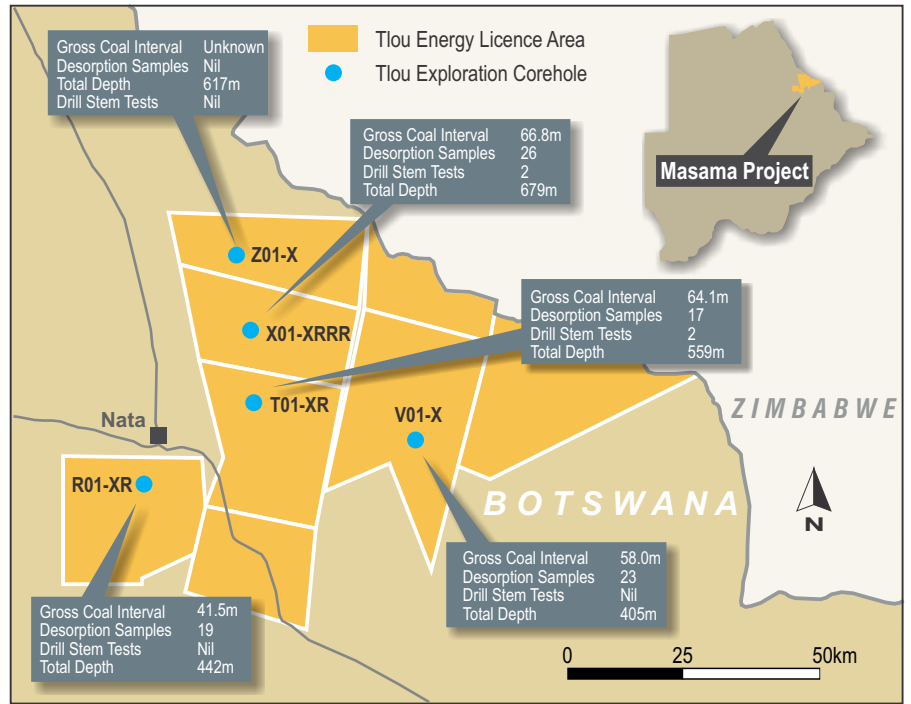 Gross Coal Interval Unknown
Desorption Samples Nil
Total Depth 617m
Drill Stem Tests Nil
Tlou Energy Licence Area
Tlou Exploration Corehole
Masama Project
Gross Coal Interval 66.8m
Desorption Samples 26
Drill Stem Tests 2
Total Depth 679m
Z01-X
X01-XRRR
Gross Coal Interval 64.1m
Desorption Samples 17
Drill Stem Tests 2
Total Depth 559m
T01-XR
V01-X
ZIMBABWE
Nata
R01-XR
BOTSWANA
N
Gross Coal Interval 58.0m
Desorption Samples 23
Drill Stem Tests Nil
Total Depth 405m
Gross Coal Interval 41.5m
Desorption Samples 19
Drill Stem Tests Nil
Total Depth 442m
0 25 50km